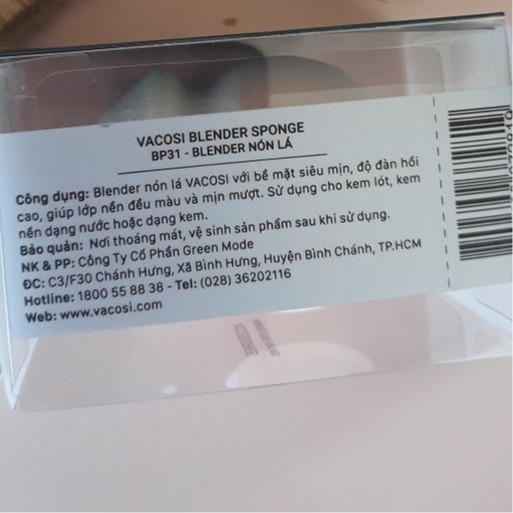 VACOSI BLENDER SPONGE
BP31 - BLENDER NÓN LÁ
Công dụng: Blender nón lá VACOSI với bề mặt siêu mịn, độ đàn hồi
cao, giúp lớp nền đều màu và mịn mượt. Sử dụng cho kem lót, kem
nền dạng nước hoặc dạng kem.
Bảo quản: Nơi thoáng mát, vệ sinh sản phẩm sau khi sử dụng.
NK & PP: Công Ty Cổ Phần Green Mode
ĐC: C3/F30 Chánh Hưng, Xã Bình Hưng, Huyện Bình Chánh, TP.HCM
Hotline: 1800 55 88 38 - Tel: (028) 36202116
Web: www.vacosi.com